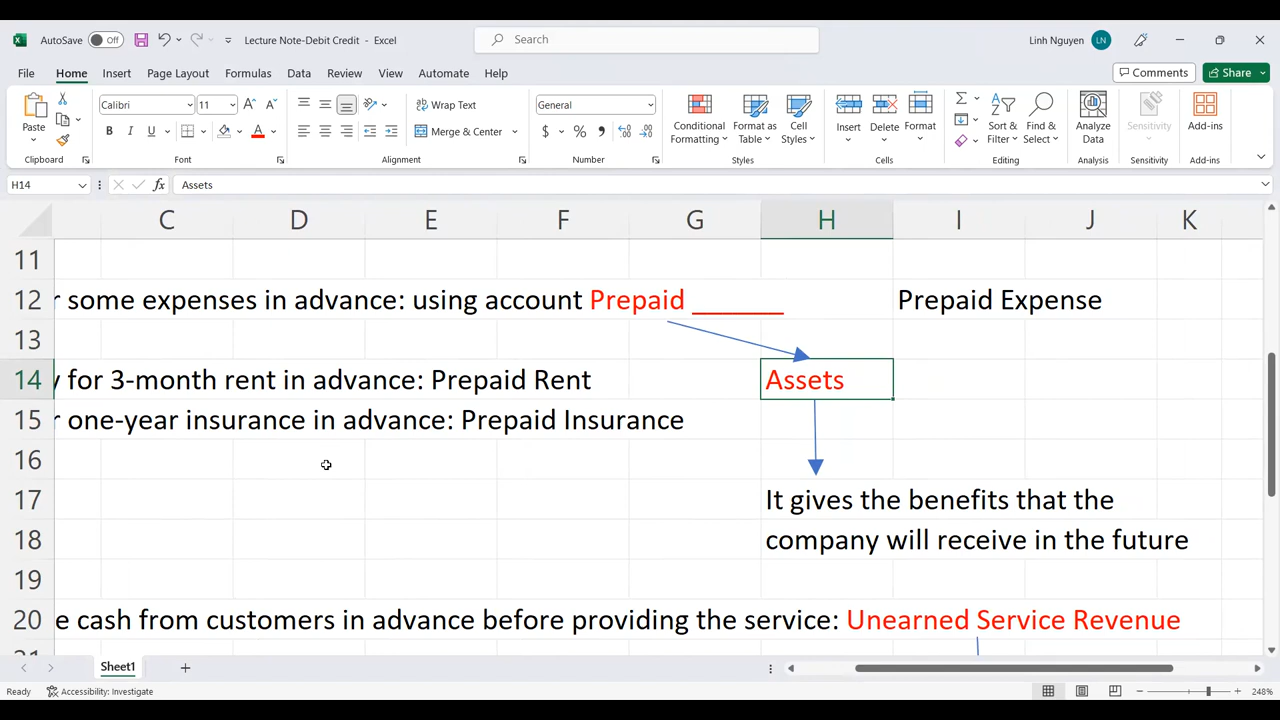 AutoSave Off Lecture Note-Debit Credit - Excel Search Linh Nguyen LN
File Home Insert Page Layout Formulas Data Review View Automate Help Comments Share
Calibri 11 Wrap Text General
Paste B I U Merge & Center $ % Conditional Formatting Format as Table Cell Styles Insert Delete Format Sort & Filter Find & Select Analyze Data Sensitivity Add-ins
Clipboard Font Alignment Number Styles Cells Editing Analysis Sensitivity Add-ins
H14 fx Assets
C D E F G H I J K
11
12 r some expenses in advance: using account Prepaid _______ Prepaid Expense
13
14 y for 3-month rent in advance: Prepaid Rent Assets
15 r one-year insurance in advance: Prepaid Insurance
16
17 It gives the benefits that the
18 company will receive in the future
19
20 e cash from customers in advance before providing the service: Unearned Service Revenue
Sheet1
Ready Accessibility: Investigate 248%